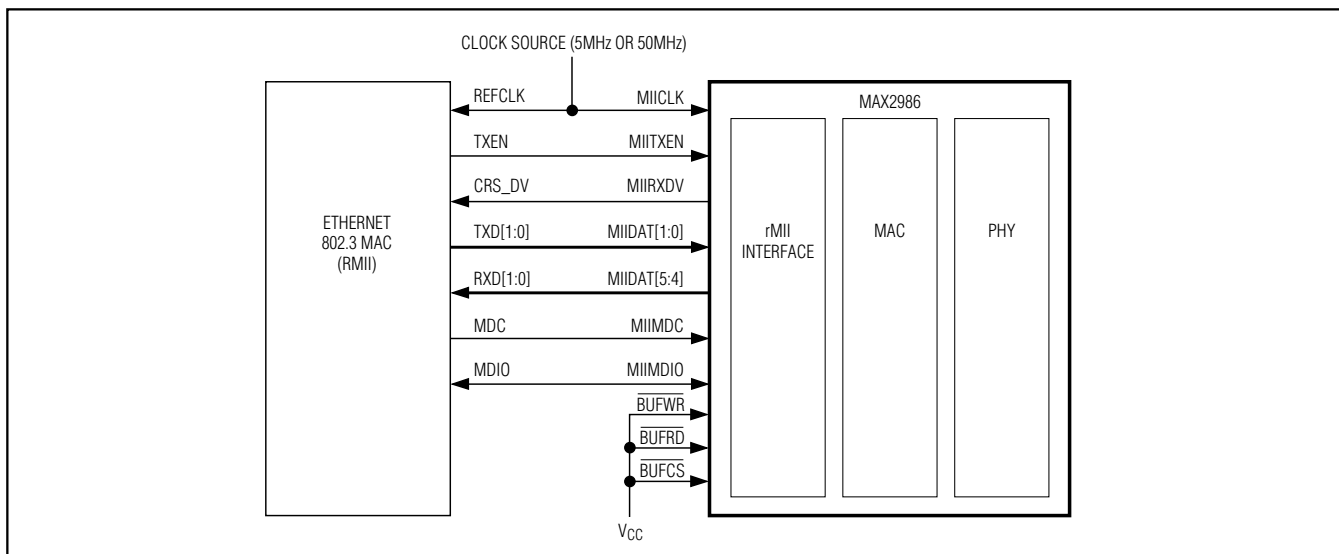 CLOCK SOURCE (5MHz OR 50MHz)
REFCLK MIICLK
MAX2986
TXEN MIITXEN
CRS_DV MIIRXDV
ETHERNET
802.3 MAC
(RMII)
TXD[1:0] MIIDAT[1:0]
rMII
INTERFACE
MAC
PHY
RXD[1:0] MIIDAT[5:4]
MDC MIIMDC
MDIO MIIMDIO
BUFWR
BUFRD
BUFCS
VCC